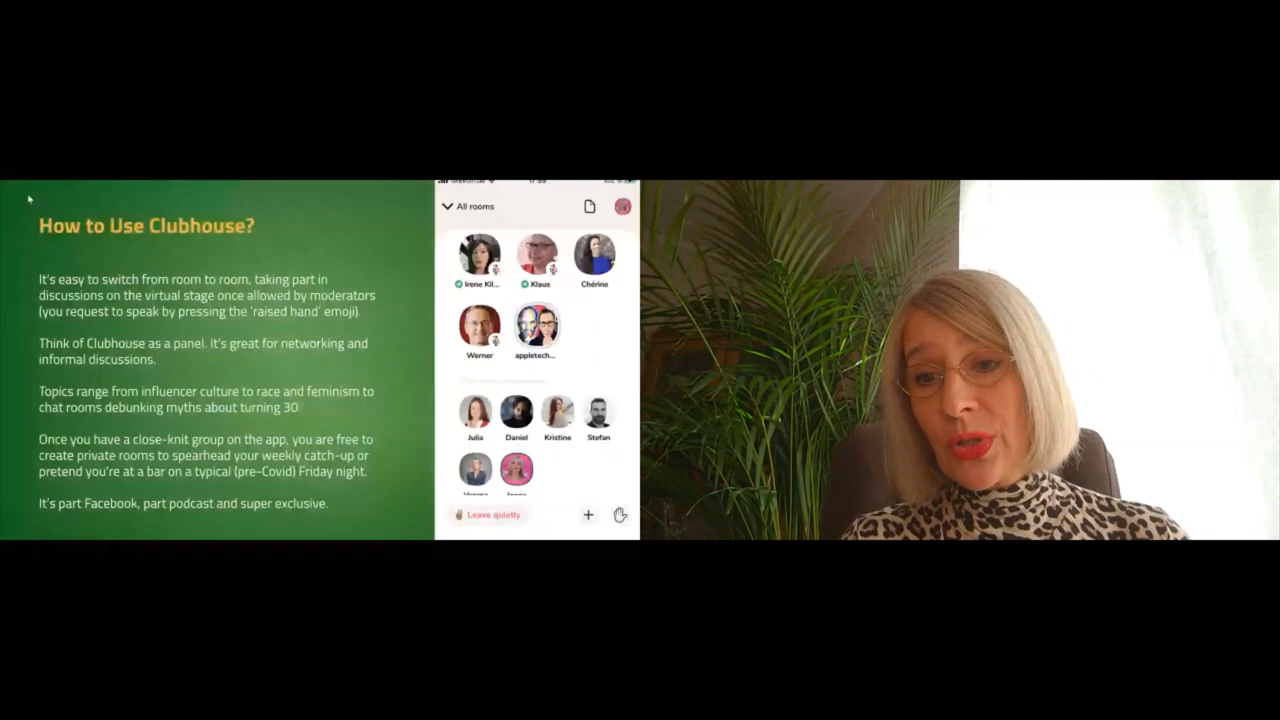 How to Use Clubhouse?
It's easy to switch from room to room, taking part in
discussions on the virtual stage once allowed by moderators
(you request to speak by pressing the 'raised hand' emoji).
Think of Clubhouse as a panel. It's great for networking and
informal discussions.
Topics range from influencer culture to race and feminism to
chat rooms debunking myths about turning 30
Once you have a close-knit group on the app, you are free to
create private rooms to spearhead your weekly catch-up or
pretend you're at a bar on a typical (pre-Covid) Friday night.
It's part Facebook, part podcast and super exclusive.
All rooms
Irene Kil... Klaus Chérine
Werner appletech...
Julia Daniel Kristine Stefan
Leave quietly